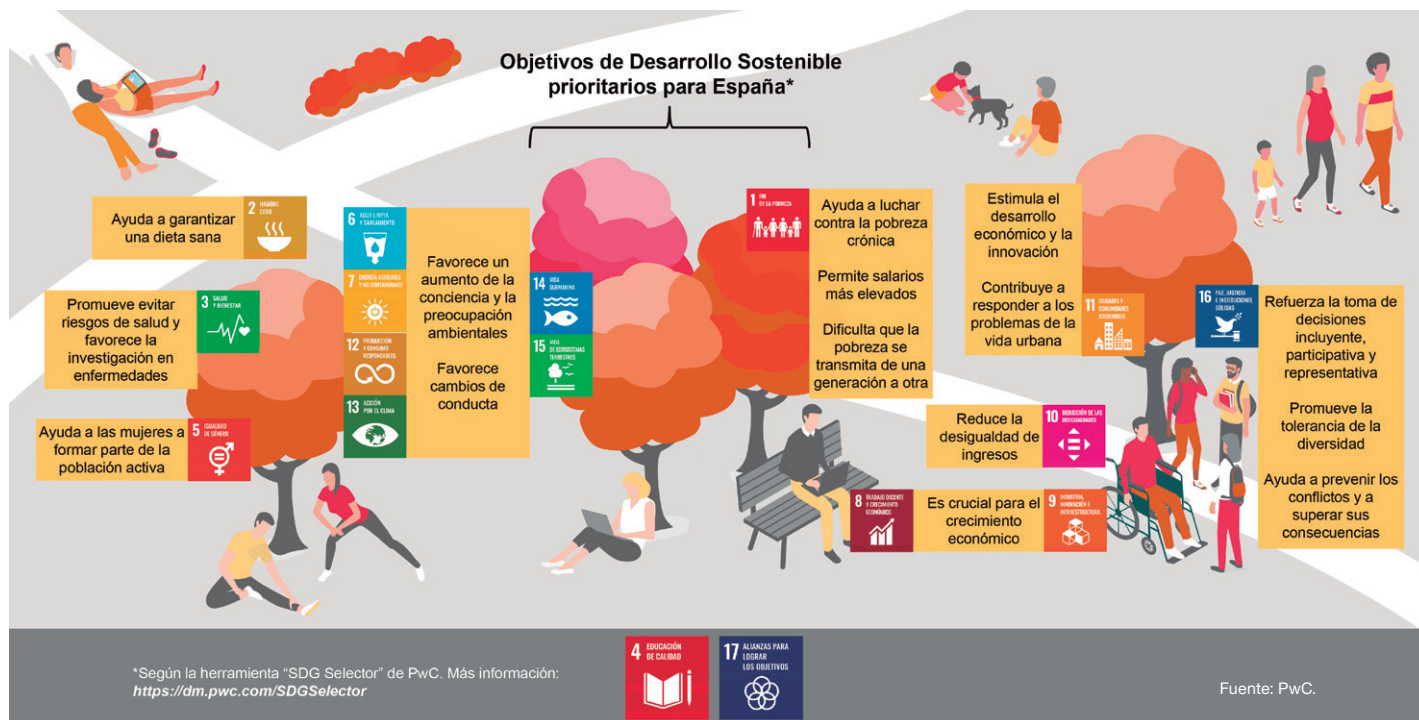 Objetivos de Desarrollo Sostenible
prioritarios para España*
Ayuda a garantizar
una dieta sana
2 HAMBRE
CERO
Promueve evitar
riesgos de salud y
favorece la
investigación en
enfermedades
3 SALUD
Y BIENESTAR
Ayuda a las mujeres a
formar parte de la
población activa
5 IGUALDAD
DE GÉNERO
6 AGUA LIMPIA
Y SANEAMIENTO
7 ENERGÍA ASEQUIBLE
Y NO CONTAMINANTE
12 PRODUCCIÓN
Y CONSUMO
RESPONSABLES
13 ACCIÓN
POR EL CLIMA
Favorece un
aumento de la
conciencia y la
preocupación
ambientales
Favorece
cambios de
conducta
14 VIDA
SUBMARINA
15 VIDA
DE ECOSISTEMAS
TERRESTRES
1 FIN
DE LA POBREZA
Ayuda a luchar
contra la pobreza
crónica
Permite salarios
más elevados
Dificulta que la
pobreza se
transmita de una
generación a otra
Estimula el
desarrollo
económico y la
innovación
Contribuye a
responder a los
problemas de la
vida urbana
11 CIUDADES Y
COMUNIDADES
SOSTENIBLES
16 PAZ, JUSTICIA
E INSTITUCIONES
SÓLIDAS
Refuerza la toma de
decisiones
incluyente,
participativa y
representativa
Promueve la
tolerancia de la
diversidad
Ayuda a prevenir los
conflictos y a
superar sus
consecuencias
Reduce la
desigualdad de
ingresos
10 REDUCCIÓN DE LAS
DESIGUALDADES
8 TRABAJO DECENTE
Y CRECIMIENTO
ECONÓMICO
Es crucial para el
crecimiento
económico
9 INDUSTRIA,
INNOVACIÓN E
INFRAESTRUCTURA
4 EDUCACIÓN
DE CALIDAD
17 ALIANZAS PARA
LOGRAR
LOS OBJETIVOS
*Según la herramienta “SDG Selector” de PwC. Más información:
https://dm.pwc.com/SDGSelector
Fuente: PwC.